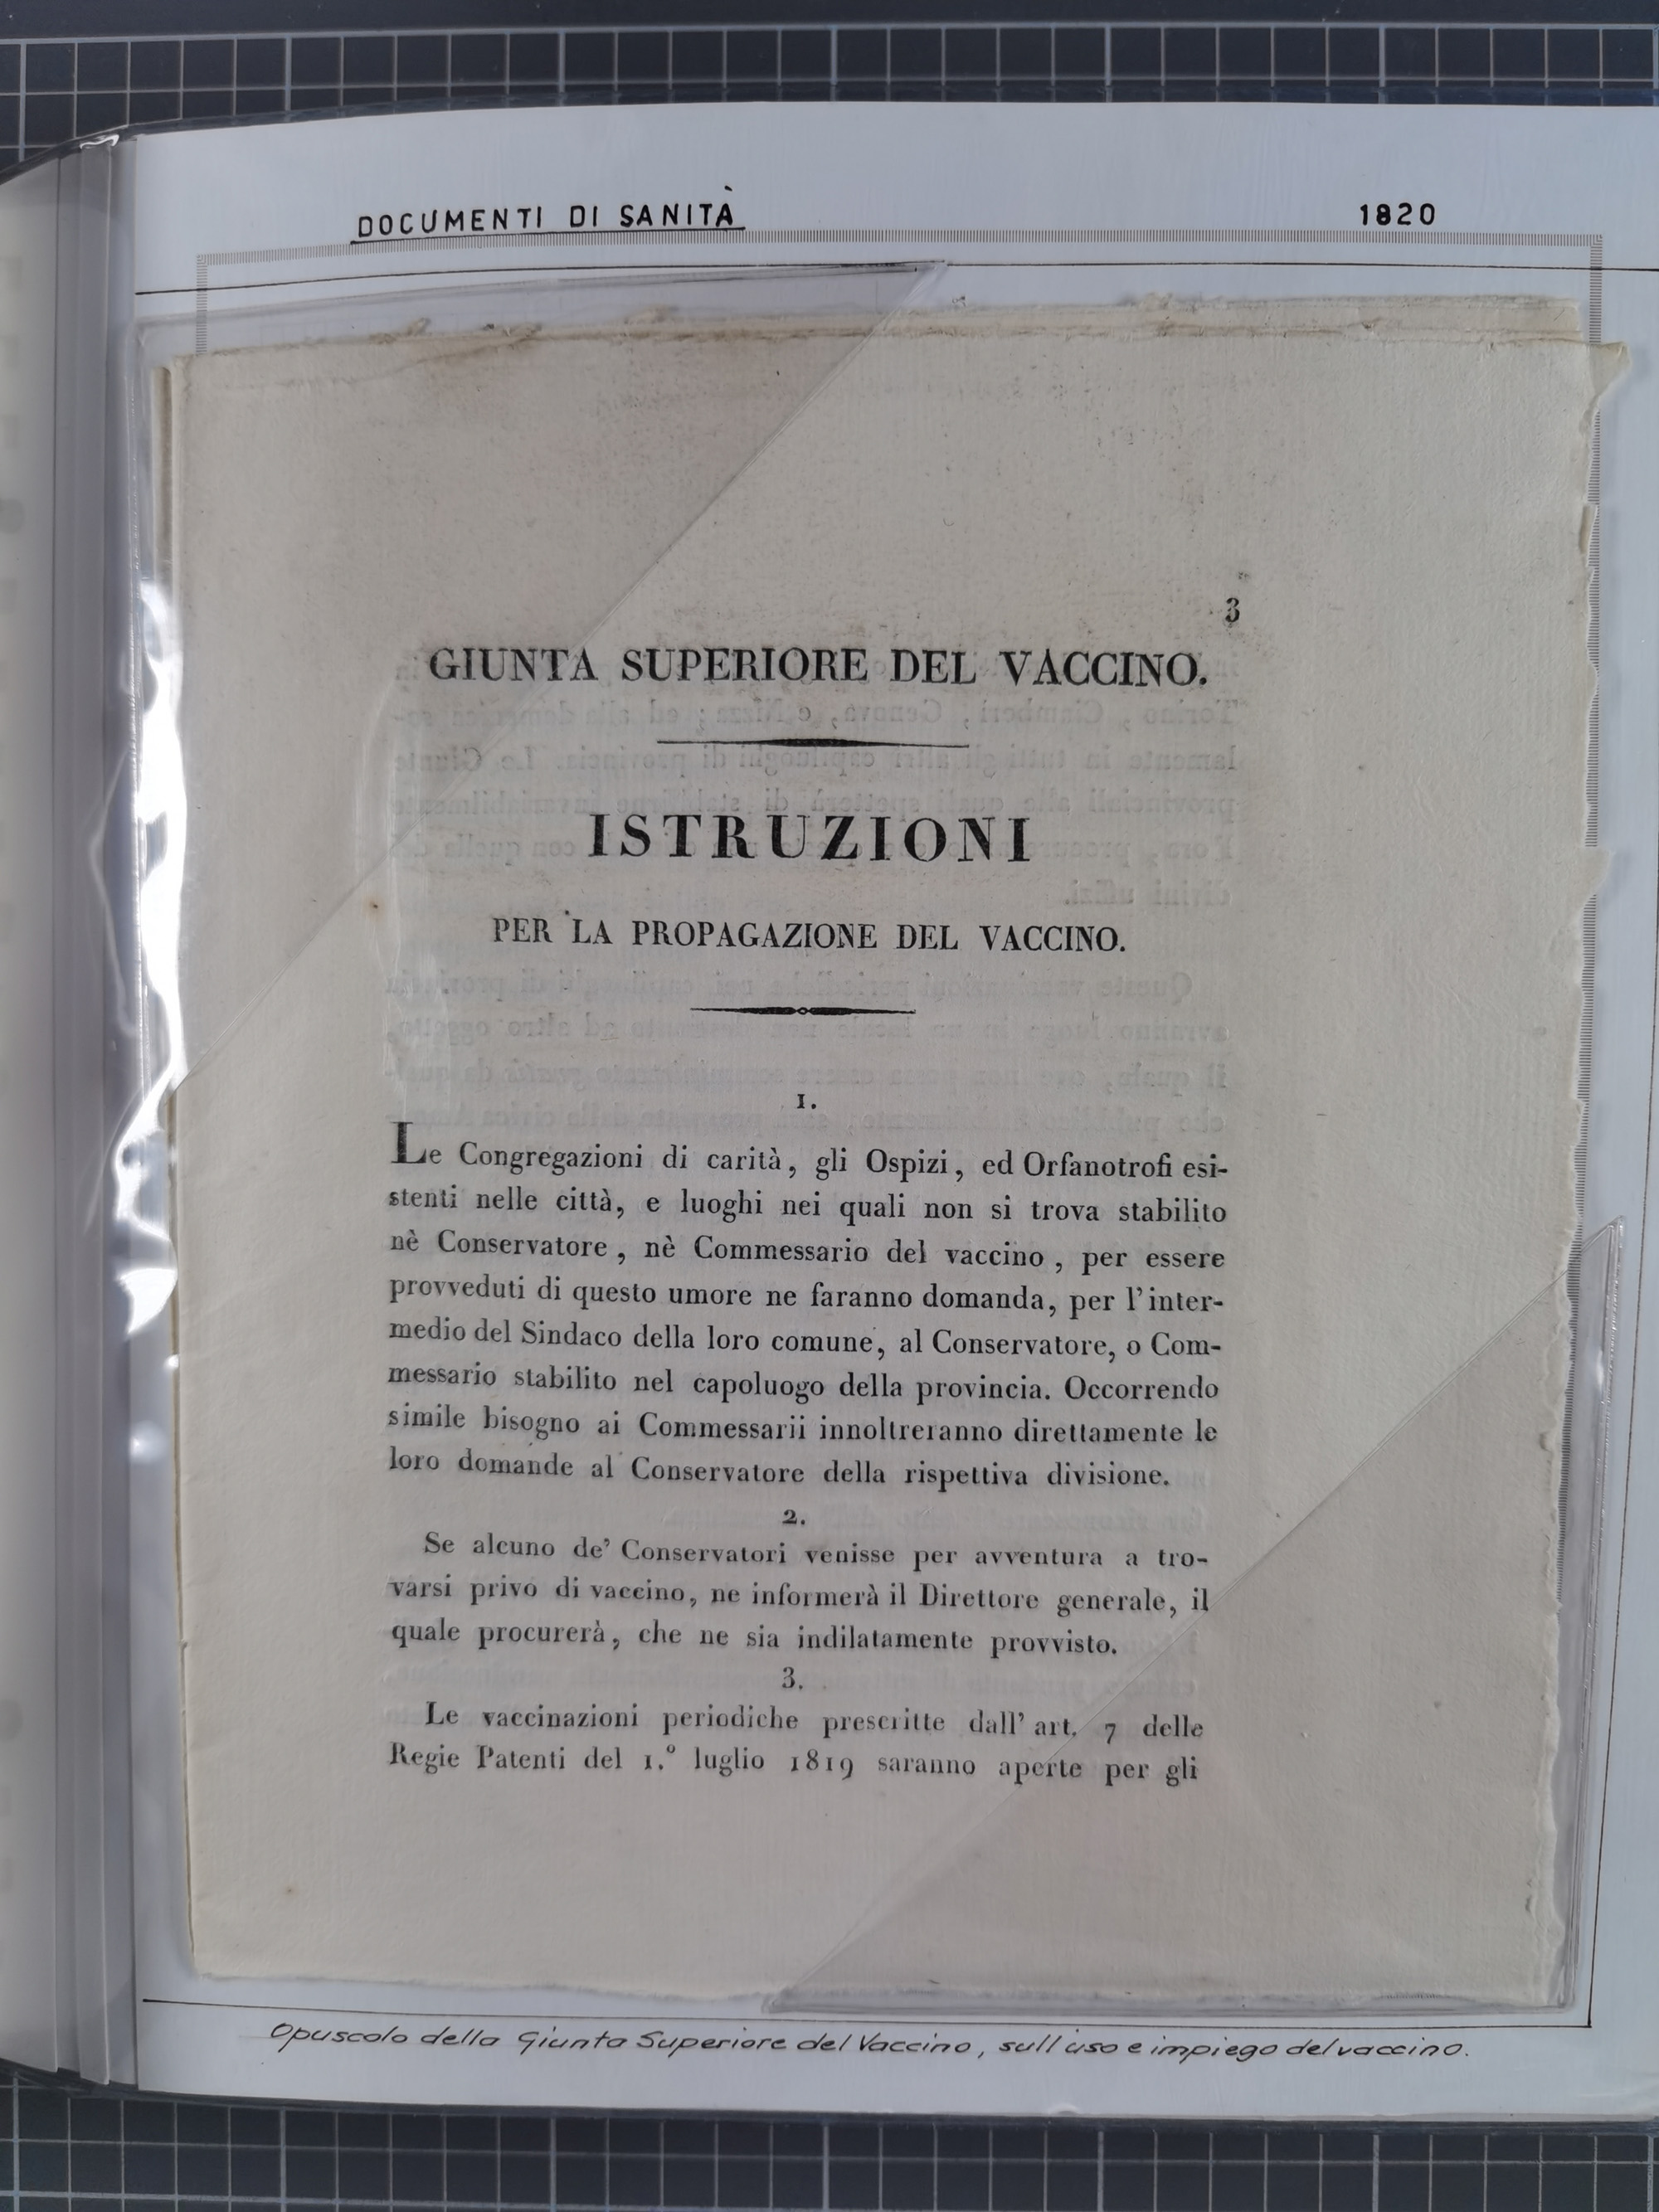 DOCUMENTI DI SANITÀ
1820
3
GIUNTA SUPERIORE DEL VACCINO.
ISTRUZIONI
PER LA PROPAGAZIONE DEL VACCINO.
1.
Le Congregazioni di carità, gli Ospizi, ed Orfanotrofi esi-
stenti nelle città, e luoghi nei quali non si trova stabilito
nè Conservatore, nè Commessario del vaccino, per essere
provveduti di questo umore ne faranno domanda, per l'inter-
medio del Sindaco della loro comune, al Conservatore, o Com-
messario stabilito nel capoluogo della provincia. Occorrendo
simile bisogno ai Commessarii innoltreranno direttamente le
loro domande al Conservatore della rispettiva divisione.
2.
Se alcuno de' Conservatori venisse per avventura a tro-
varsi privo di vaccino, ne informerà il Direttore generale, il
quale procurerà, che ne sia indilatamente provvisto.
3.
Le vaccinazioni periodiche prescritte dall' art. 7 delle
Regie Patenti del 1.° luglio 1819 saranno aperte per gli
Opuscolo della Giunta Superiore del Vaccino, sull'uso e impiego del vaccino.